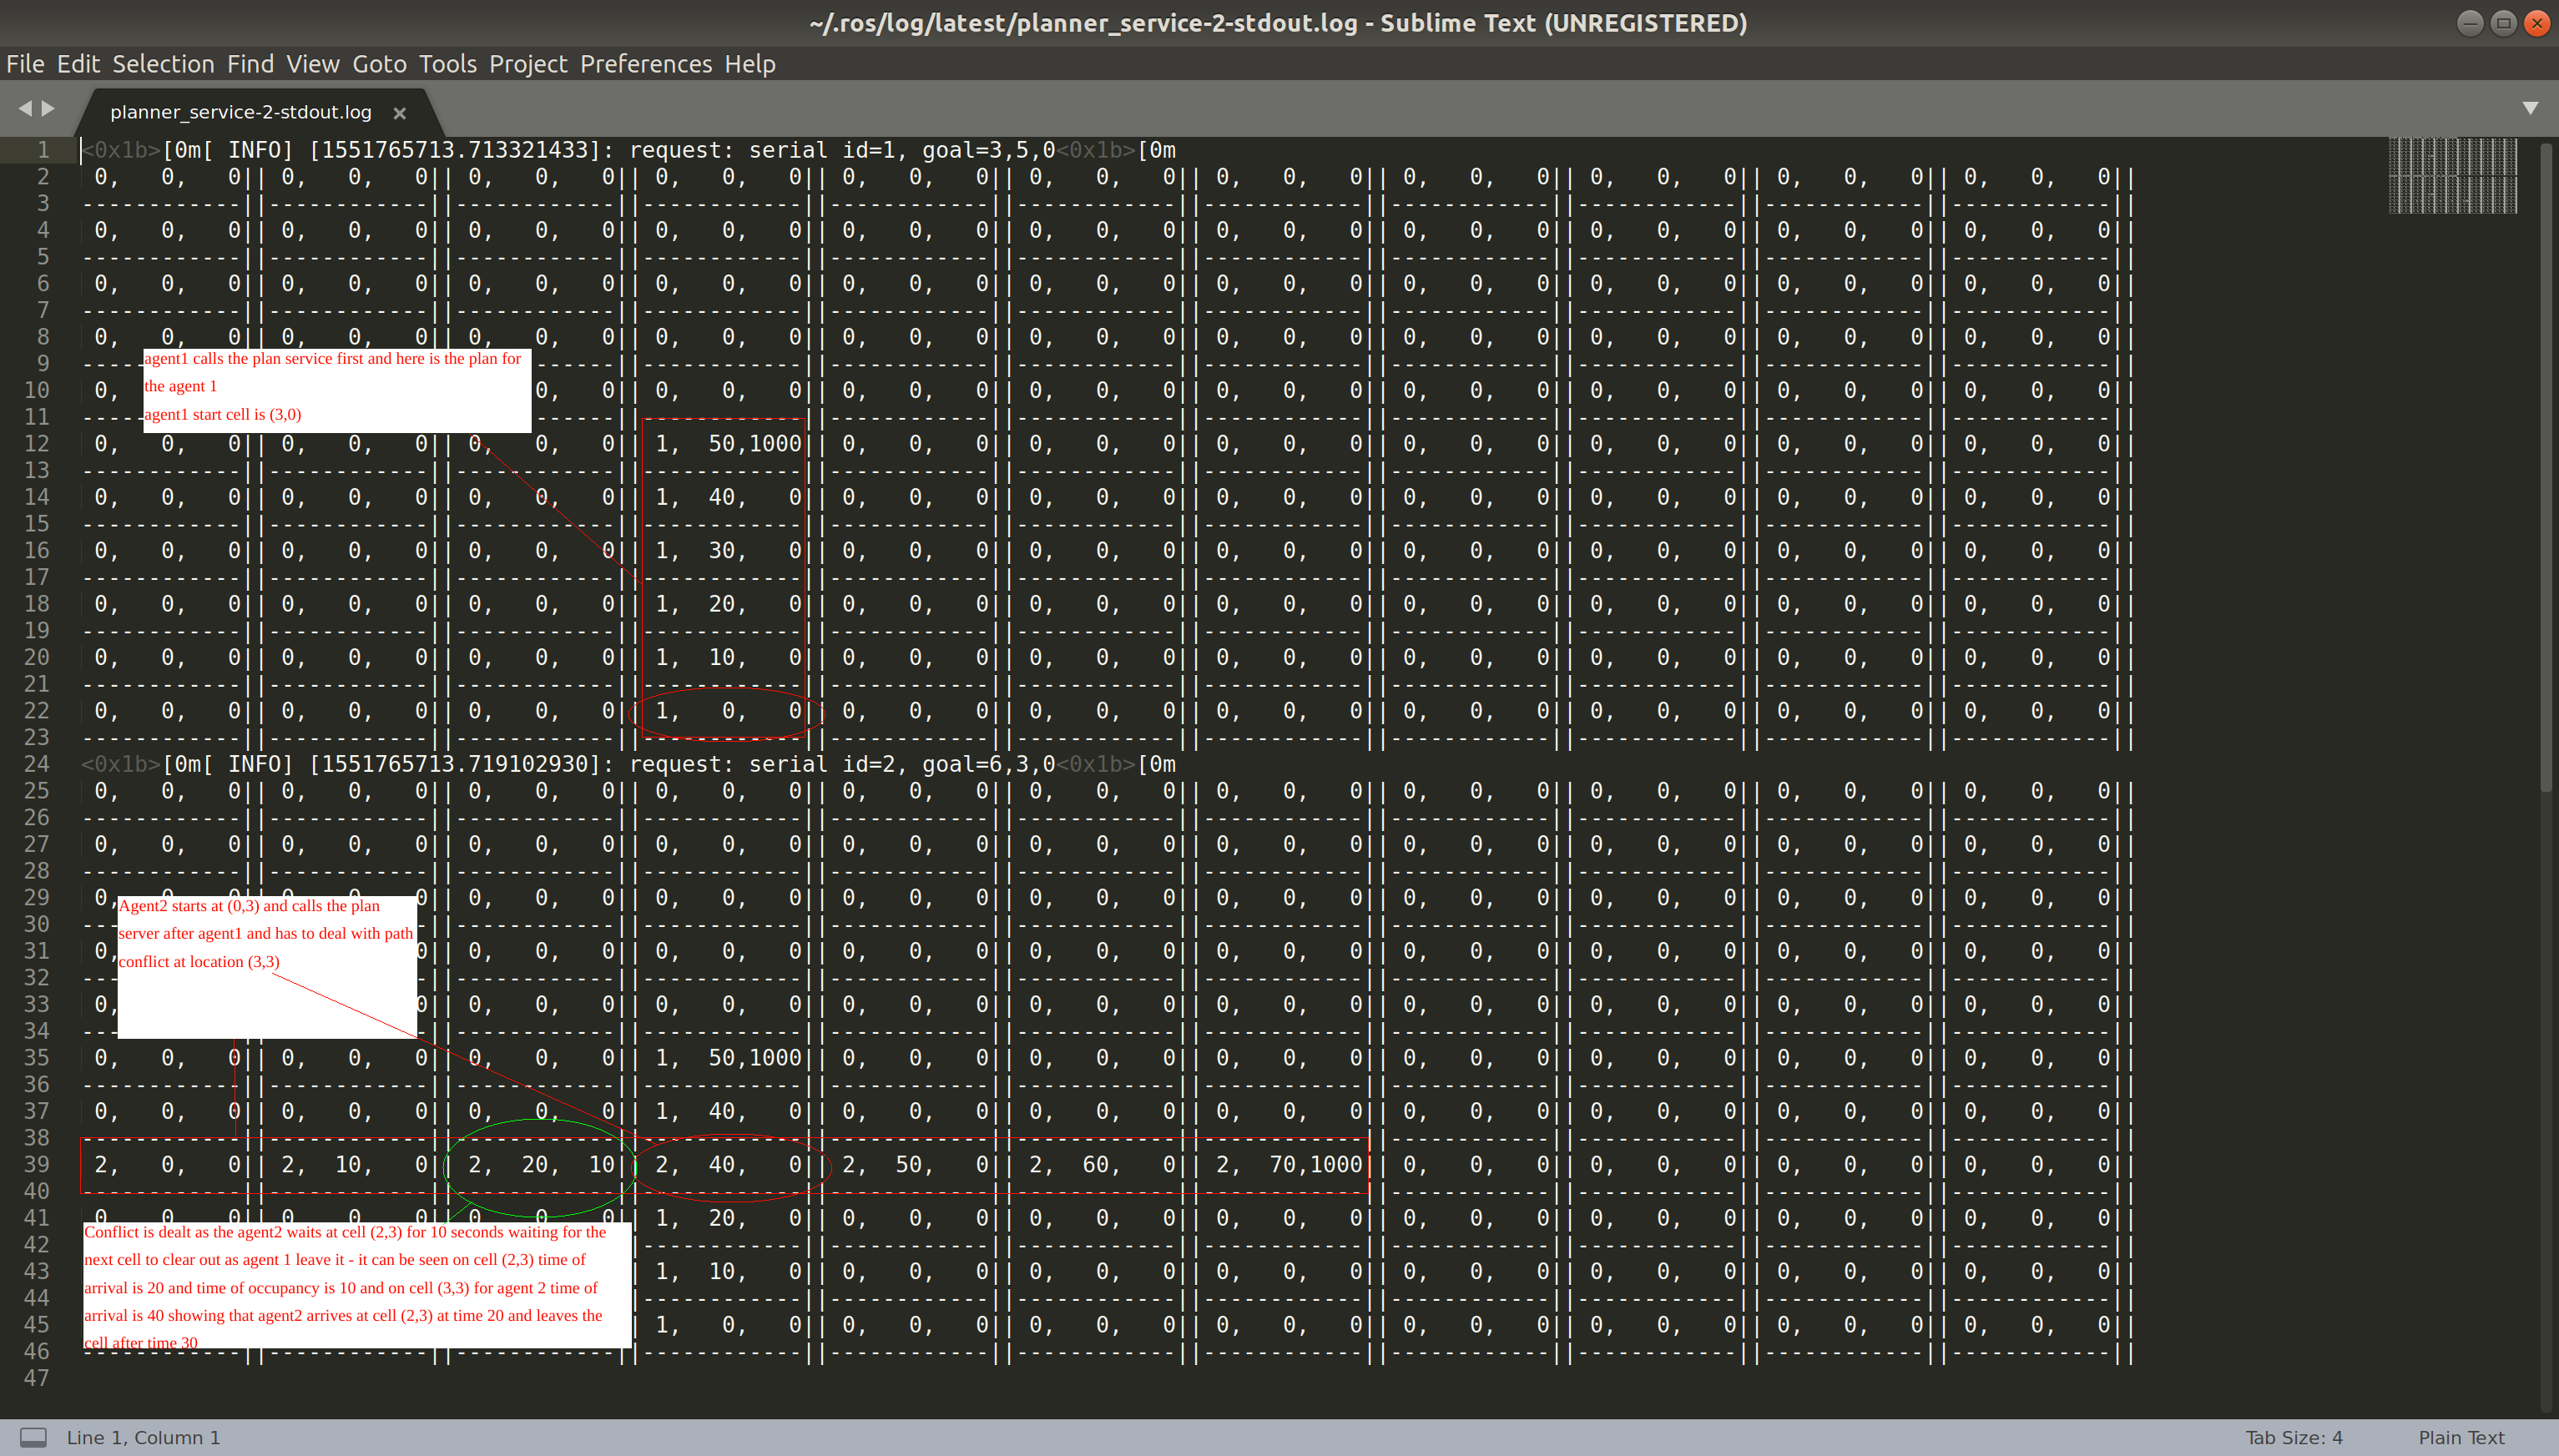 ~/.ros/log/latest/planner_service-2-stdout.log - Sublime Text (UNREGISTERED)
File Edit Selection Find View Goto Tools Project Preferences Help
planner_service-2-stdout.log ×
1 <0x1b>[0m[ INFO] [1551765713.713321433]: request: serial id=1, goal=3,5,0<0x1b>[0m
2 0, 0, 0|| 0, 0, 0|| 0, 0, 0|| 0, 0, 0|| 0, 0, 0|| 0, 0, 0|| 0, 0, 0|| 0, 0, 0|| 0, 0, 0|| 0, 0, 0|| 0, 0, 0||
3 ------------||------------||------------||------------||------------||------------||------------||------------||------------||------------||------------||
4 0, 0, 0|| 0, 0, 0|| 0, 0, 0|| 0, 0, 0|| 0, 0, 0|| 0, 0, 0|| 0, 0, 0|| 0, 0, 0|| 0, 0, 0|| 0, 0, 0|| 0, 0, 0||
5 ------------||------------||------------||------------||------------||------------||------------||------------||------------||------------||------------||
6 0, 0, 0|| 0, 0, 0|| 0, 0, 0|| 0, 0, 0|| 0, 0, 0|| 0, 0, 0|| 0, 0, 0|| 0, 0, 0|| 0, 0, 0|| 0, 0, 0|| 0, 0, 0||
7 ------------||------------||------------||------------||------------||------------||------------||------------||------------||------------||------------||
8 0, 0, 0|| 0, 0, 0|| 0, 0, 0|| 0, 0, 0|| 0, 0, 0|| 0, 0, 0|| 0, 0, 0|| 0, 0, 0|| 0, 0, 0|| 0, 0, 0|| 0, 0, 0||
agent1 calls the plan service first and here is the plan for
the agent 1
agent1 start cell is (3,0)
9 ----- ------||------------||------------||------------||------------||------------||------------||------------||------------||
10 0, 0, 0|| 0, 0, 0|| 0, 0, 0|| 0, 0, 0|| 0, 0, 0|| 0, 0, 0|| 0, 0, 0|| 0, 0, 0|| 0, 0, 0||
11 ----- ------||------------||------------||------------||------------||------------||------------||------------||------------||
12 0, 0, 0|| 0, 0, 0|| 0, 0, 0|| 1, 50,1000|| 0, 0, 0|| 0, 0, 0|| 0, 0, 0|| 0, 0, 0|| 0, 0, 0|| 0, 0, 0|| 0, 0, 0||
13 ------------||------------||------------||------------||------------||------------||------------||------------||------------||------------||------------||
14 0, 0, 0|| 0, 0, 0|| 0, 0, 0|| 1, 40, 0|| 0, 0, 0|| 0, 0, 0|| 0, 0, 0|| 0, 0, 0|| 0, 0, 0|| 0, 0, 0|| 0, 0, 0||
15 ------------||------------||------------||------------||------------||------------||------------||------------||------------||------------||------------||
16 0, 0, 0|| 0, 0, 0|| 0, 0, 0|| 1, 30, 0|| 0, 0, 0|| 0, 0, 0|| 0, 0, 0|| 0, 0, 0|| 0, 0, 0|| 0, 0, 0|| 0, 0, 0||
17 ------------||------------||------------||------------||------------||------------||------------||------------||------------||------------||------------||
18 0, 0, 0|| 0, 0, 0|| 0, 0, 0|| 1, 20, 0|| 0, 0, 0|| 0, 0, 0|| 0, 0, 0|| 0, 0, 0|| 0, 0, 0|| 0, 0, 0|| 0, 0, 0||
19 ------------||------------||------------||------------||------------||------------||------------||------------||------------||------------||------------||
20 0, 0, 0|| 0, 0, 0|| 0, 0, 0|| 1, 10, 0|| 0, 0, 0|| 0, 0, 0|| 0, 0, 0|| 0, 0, 0|| 0, 0, 0|| 0, 0, 0|| 0, 0, 0||
21 ------------||------------||------------||------------||------------||------------||------------||------------||------------||------------||------------||
22 0, 0, 0|| 0, 0, 0|| 0, 0, 0|| 1, 0, 0|| 0, 0, 0|| 0, 0, 0|| 0, 0, 0|| 0, 0, 0|| 0, 0, 0|| 0, 0, 0|| 0, 0, 0||
23 ------------||------------||------------||------------||------------||------------||------------||------------||------------||------------||------------||
24 <0x1b>[0m[ INFO] [1551765713.719102930]: request: serial id=2, goal=6,3,0<0x1b>[0m
25 0, 0, 0|| 0, 0, 0|| 0, 0, 0|| 0, 0, 0|| 0, 0, 0|| 0, 0, 0|| 0, 0, 0|| 0, 0, 0|| 0, 0, 0|| 0, 0, 0|| 0, 0, 0||
26 ------------||------------||------------||------------||------------||------------||------------||------------||------------||------------||------------||
27 0, 0, 0|| 0, 0, 0|| 0, 0, 0|| 0, 0, 0|| 0, 0, 0|| 0, 0, 0|| 0, 0, 0|| 0, 0, 0|| 0, 0, 0|| 0, 0, 0|| 0, 0, 0||
28 ------------||------------||------------||------------||------------||------------||------------||------------||------------||------------||------------||
29 0, 0, 0|| 0, 0, 0|| 0, 0, 0|| 0, 0, 0|| 0, 0, 0|| 0, 0, 0|| 0, 0, 0|| 0, 0, 0|| 0, 0, 0|| 0, 0, 0|| 0, 0, 0||
Agent2 starts at (0,3) and calls the plan
server after agent1 and has to deal with path
conflict at location (3,3)
30 --- -||------------||------------||------------||------------||------------||------------||------------||------------||------------||
31 0, 0|| 0, 0, 0|| 0, 0, 0|| 0, 0, 0|| 0, 0, 0|| 0, 0, 0|| 0, 0, 0|| 0, 0, 0|| 0, 0, 0|| 0, 0, 0||
32 --- -||------------||------------||------------||------------||------------||------------||------------||------------||------------||
33 0, 0|| 0, 0, 0|| 0, 0, 0|| 0, 0, 0|| 0, 0, 0|| 0, 0, 0|| 0, 0, 0|| 0, 0, 0|| 0, 0, 0|| 0, 0, 0||
34 --- -||------------||------------||------------||------------||------------||------------||------------||------------||------------||
35 0, 0, 0|| 0, 0, 0|| 0, 0, 0|| 1, 50,1000|| 0, 0, 0|| 0, 0, 0|| 0, 0, 0|| 0, 0, 0|| 0, 0, 0|| 0, 0, 0|| 0, 0, 0||
36 ------------||------------||------------||------------||------------||------------||------------||------------||------------||------------||------------||
37 0, 0, 0|| 0, 0, 0|| 0, 0, 0|| 1, 40, 0|| 0, 0, 0|| 0, 0, 0|| 0, 0, 0|| 0, 0, 0|| 0, 0, 0|| 0, 0, 0|| 0, 0, 0||
38 ------------||------------||------------||------------||------------||------------||------------||------------||------------||------------||------------||
39 2, 0, 0|| 2, 10, 0|| 2, 20, 10|| 2, 40, 0|| 2, 50, 0|| 2, 60, 0|| 2, 70,1000|| 0, 0, 0|| 0, 0, 0|| 0, 0, 0|| 0, 0, 0||
40 ------------||------------||------------||------------||------------||------------||------------||------------||------------||------------||------------||
41 0, 0, 0|| 0, 0, 0|| 0, 0, 0|| 1, 20, 0|| 0, 0, 0|| 0, 0, 0|| 0, 0, 0|| 0, 0, 0|| 0, 0, 0|| 0, 0, 0|| 0, 0, 0||
Conflict is dealt as the agent2 waits at cell (2,3) for 10 seconds waiting for the
next cell to clear out as agent 1 leave it - it can be seen on cell (2,3) time of
arrival is 20 and time of occupancy is 10 and on cell (3,3) for agent 2 time of
arrival is 40 showing that agent2 arrives at cell (2,3) at time 20 and leaves the
cell after time 30
42 |------------||------------||------------||------------||------------||------------||------------||------------||
43 | 1, 10, 0|| 0, 0, 0|| 0, 0, 0|| 0, 0, 0|| 0, 0, 0|| 0, 0, 0|| 0, 0, 0|| 0, 0, 0||
44 |------------||------------||------------||------------||------------||------------||------------||------------||
45 | 1, 0, 0|| 0, 0, 0|| 0, 0, 0|| 0, 0, 0|| 0, 0, 0|| 0, 0, 0|| 0, 0, 0|| 0, 0, 0||
46 ------------||------------||------------||------------||------------||------------||------------||------------||------------||------------||------------||
47
Line 1, Column 1
Tab Size: 4
Plain Text